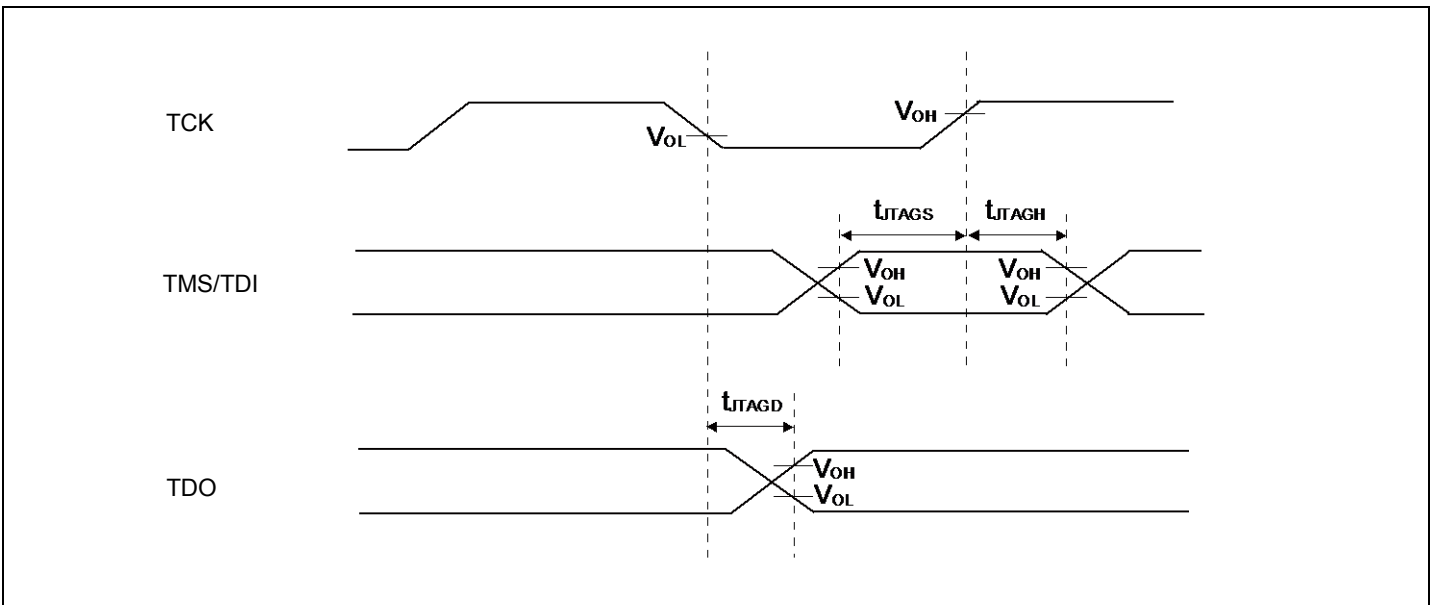 TCK
VOH
VOL
tJTAGS
tJTAGH
TMS/TDI
VOH
VOH
VOL
VOL
tJTAGD
TDO
VOH
VOL